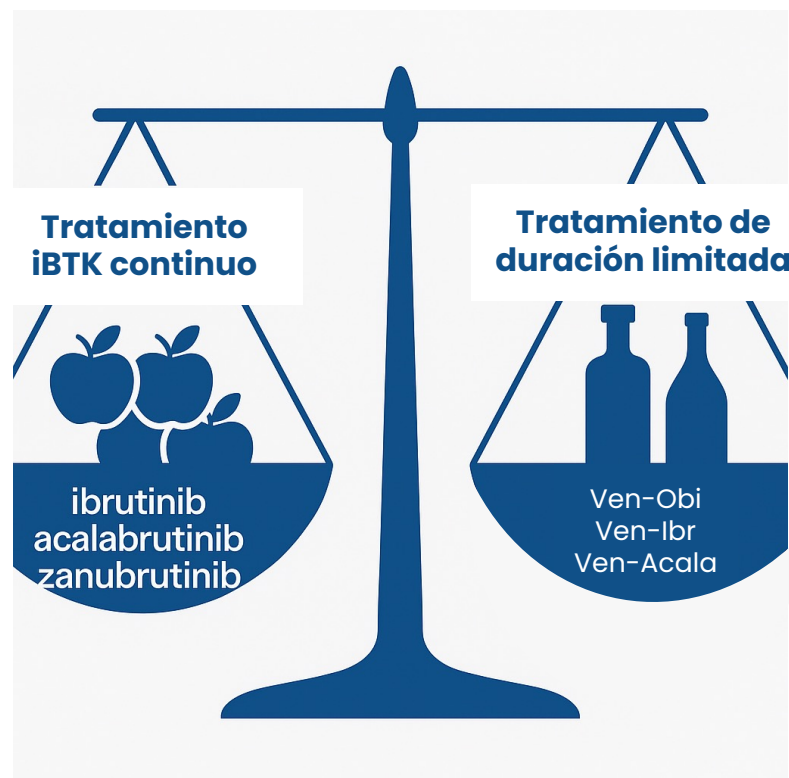 Tratamiento
iBTK continuo
Tratamiento de
duración limitada
ibrutinib
acalabrutinib
zanubrutinib
Ven-Obi
Ven-Ibr
Ven-Acala